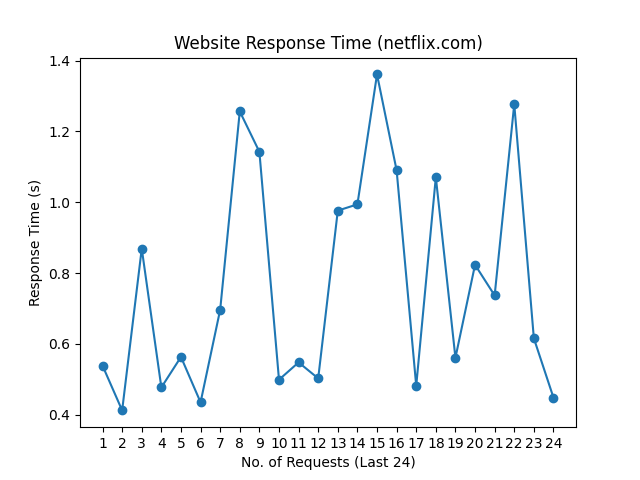 Website Response Time (netflix.com)
Response Time (s)
1.4
1.2
1.0
0.8
0.6
0.4
1 2 3 4 5 6 7 8 9 10 11 12 13 14 15 16 17 18 19 20 21 22 23 24
No. of Requests (Last 24)